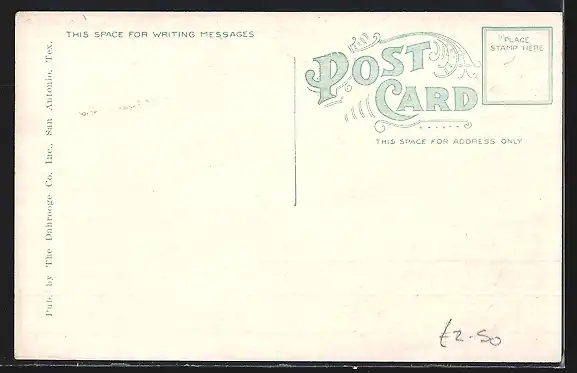 THIS SPACE FOR WRITING MESSAGES
POST CARD
THIS SPACE FOR ADDRESS ONLY
PLACE
STAMP HERE
Pub. by The Dahrooge Co. Inc., San Antonio, Tex.
£2-50